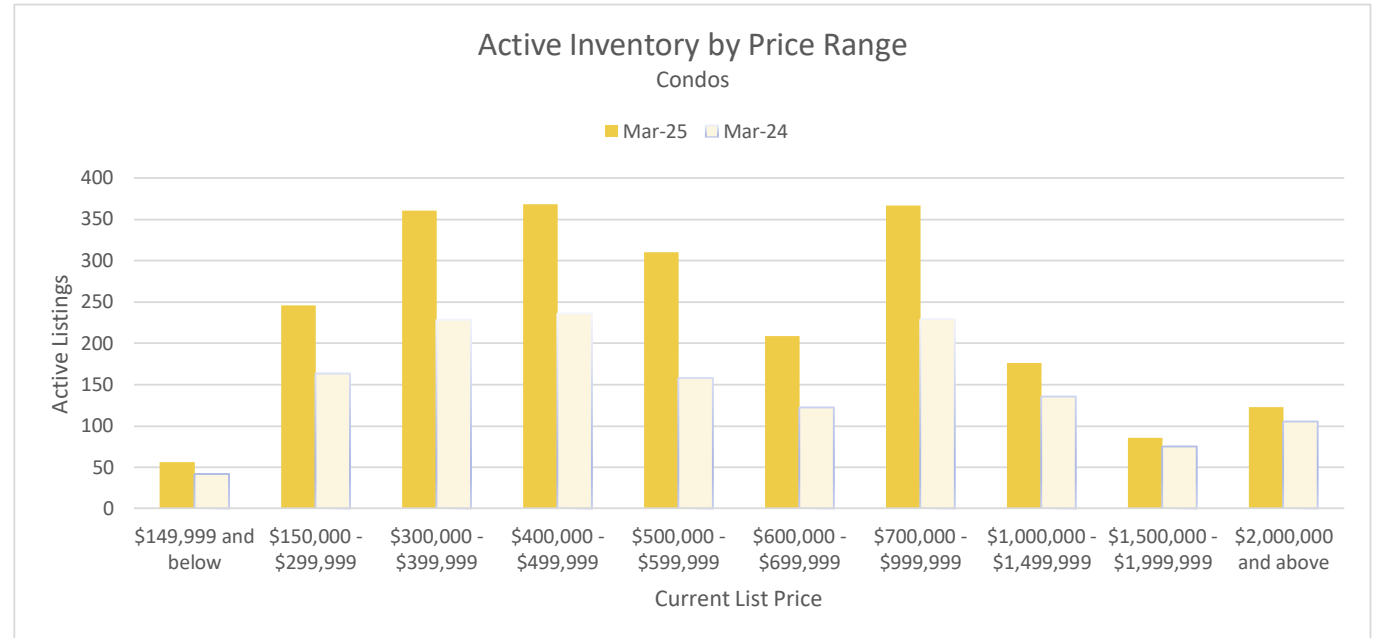 Active Inventory by Price Range
Condos
Mar-25 Mar-24
400
350
300
250
200
150
100
50
0
Active Listings
$149,999 and below
$150,000 - $299,999
$300,000 - $399,999
$400,000 - $499,999
$500,000 - $599,999
$600,000 - $699,999
$700,000 - $999,999
$1,000,000 - $1,499,999
$1,500,000 - $1,999,999
$2,000,000 and above
Current List Price